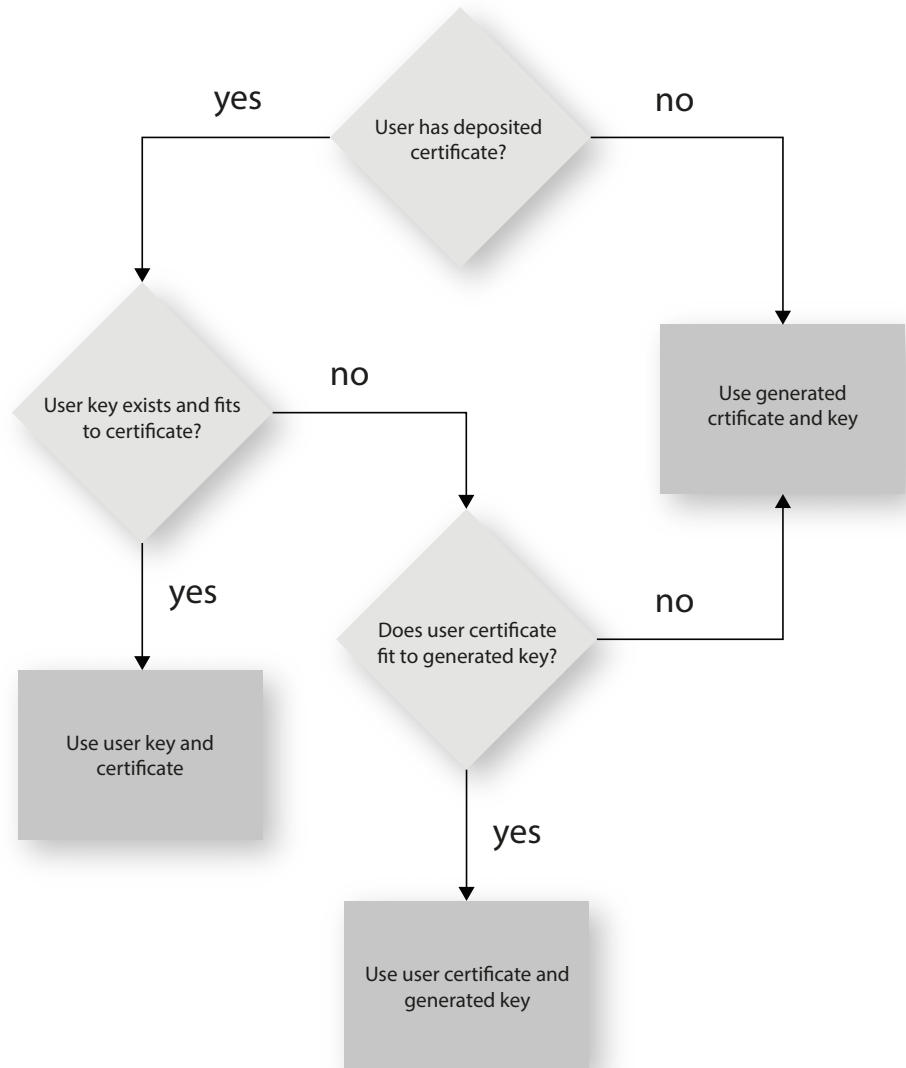 yes
no
User has deposited
certificate?
no
User key exists and fits
to certificate?
Use generated
crtificate and key
yes
no
Does user certificate
fit to generated key?
Use user key and
certificate
yes
Use user certificate and
generated key